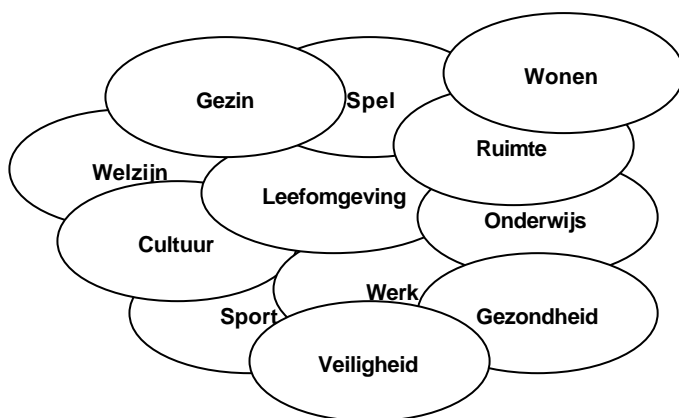 Wonen
Gezin
Spel
Ruimte
Welzijn
Leefomgeving
Onderwijs
Cultuur
Werk
Sport
Gezondheid
Veiligheid